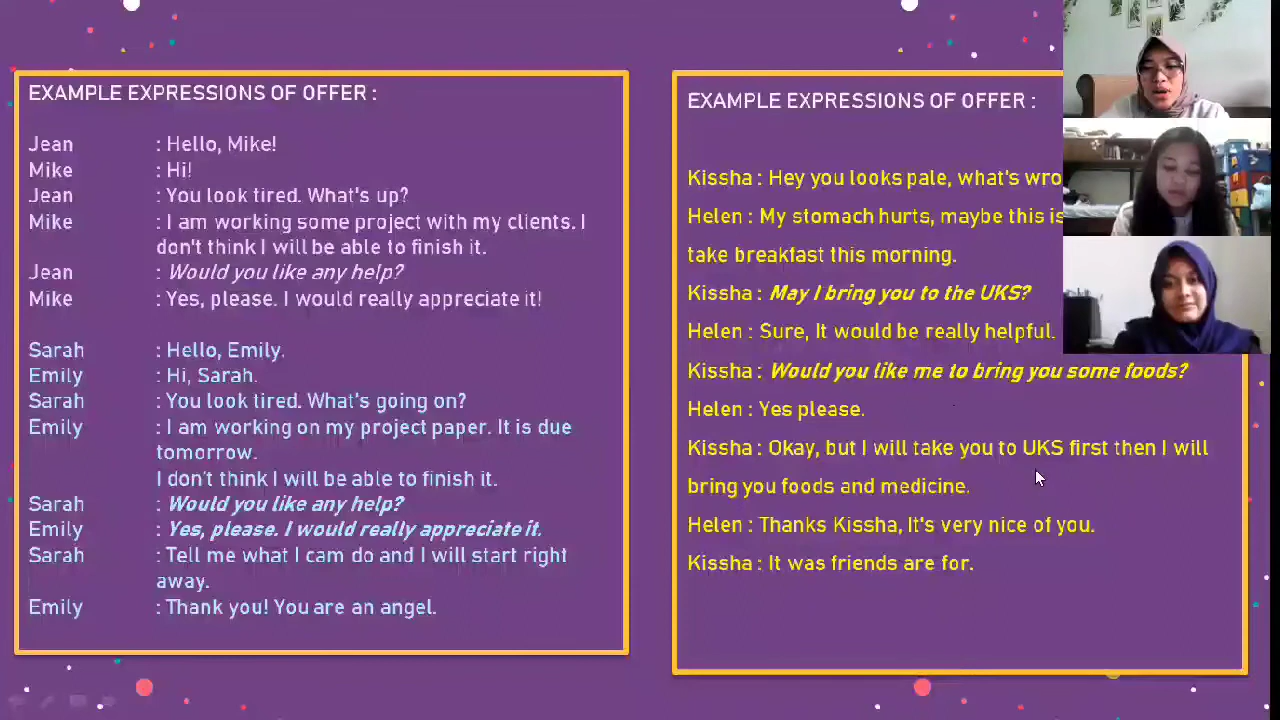 EXAMPLE EXPRESSIONS OF OFFER :
Jean : Hello, Mike!
Mike : Hi!
Jean : You look tired. What's up?
Mike : I am working some project with my clients. I
don't think I will be able to finish it.
Jean : Would you like any help?
Mike : Yes, please. I would really appreciate it!
Sarah : Hello, Emily.
Emily : Hi, Sarah.
Sarah : You look tired. What's going on?
Emily : I am working on my project paper. It is due
tomorrow.
I don't think I will be able to finish it.
Sarah : Would you like any help?
Emily : Yes, please. I would really appreciate it.
Sarah : Tell me what I cam do and I will start right
away.
Emily : Thank you! You are an angel.
EXAMPLE EXPRESSIONS OF OFFER :
Kissha : Hey you looks pale, what's
Helen : My stomach hurts, maybe this is
take breakfast this morning.
Kissha : May I bring you to the UKS?
Helen : Sure, It would be really helpful.
Kissha : Would you like me to bring you some foods?
Helen : Yes please.
Kissha : Okay, but I will take you to UKS first then I will
bring you foods and medicine.
Helen : Thanks Kissha, It's very nice of you.
Kissha : It was friends are for.